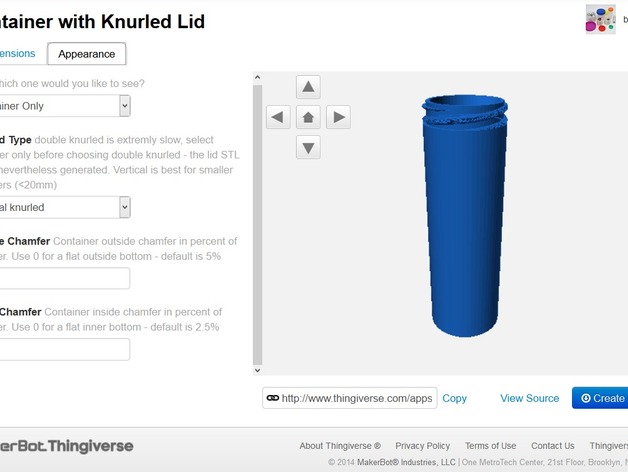 tainer with Knurled Lid
ensions
Appearance
hich one would you like to see?
iner Only
d Type double knurled is extremly slow, select
er only before choosing double knurled - the lid STL
nevertheless generated. Vertical is best for smaller
ers (<20mm)
al knurled
e Chamfer Container outside chamfer in percent of
er. Use 0 for a flat outside bottom - default is 5%
Chamfer Container inside chamfer in percent of
er. Use 0 for a flat inner bottom - default is 2.5%
b
http://www.thingiverse.com/apps
Copy
View Source
Create
erBot.Thingiverse
About Thingiverse ® Privacy Policy Terms of Use Contact Us Thingivers
© 2014 MakerBot® Industries, LLC | One MetroTech Center, 21st Floor, Brooklyn, N